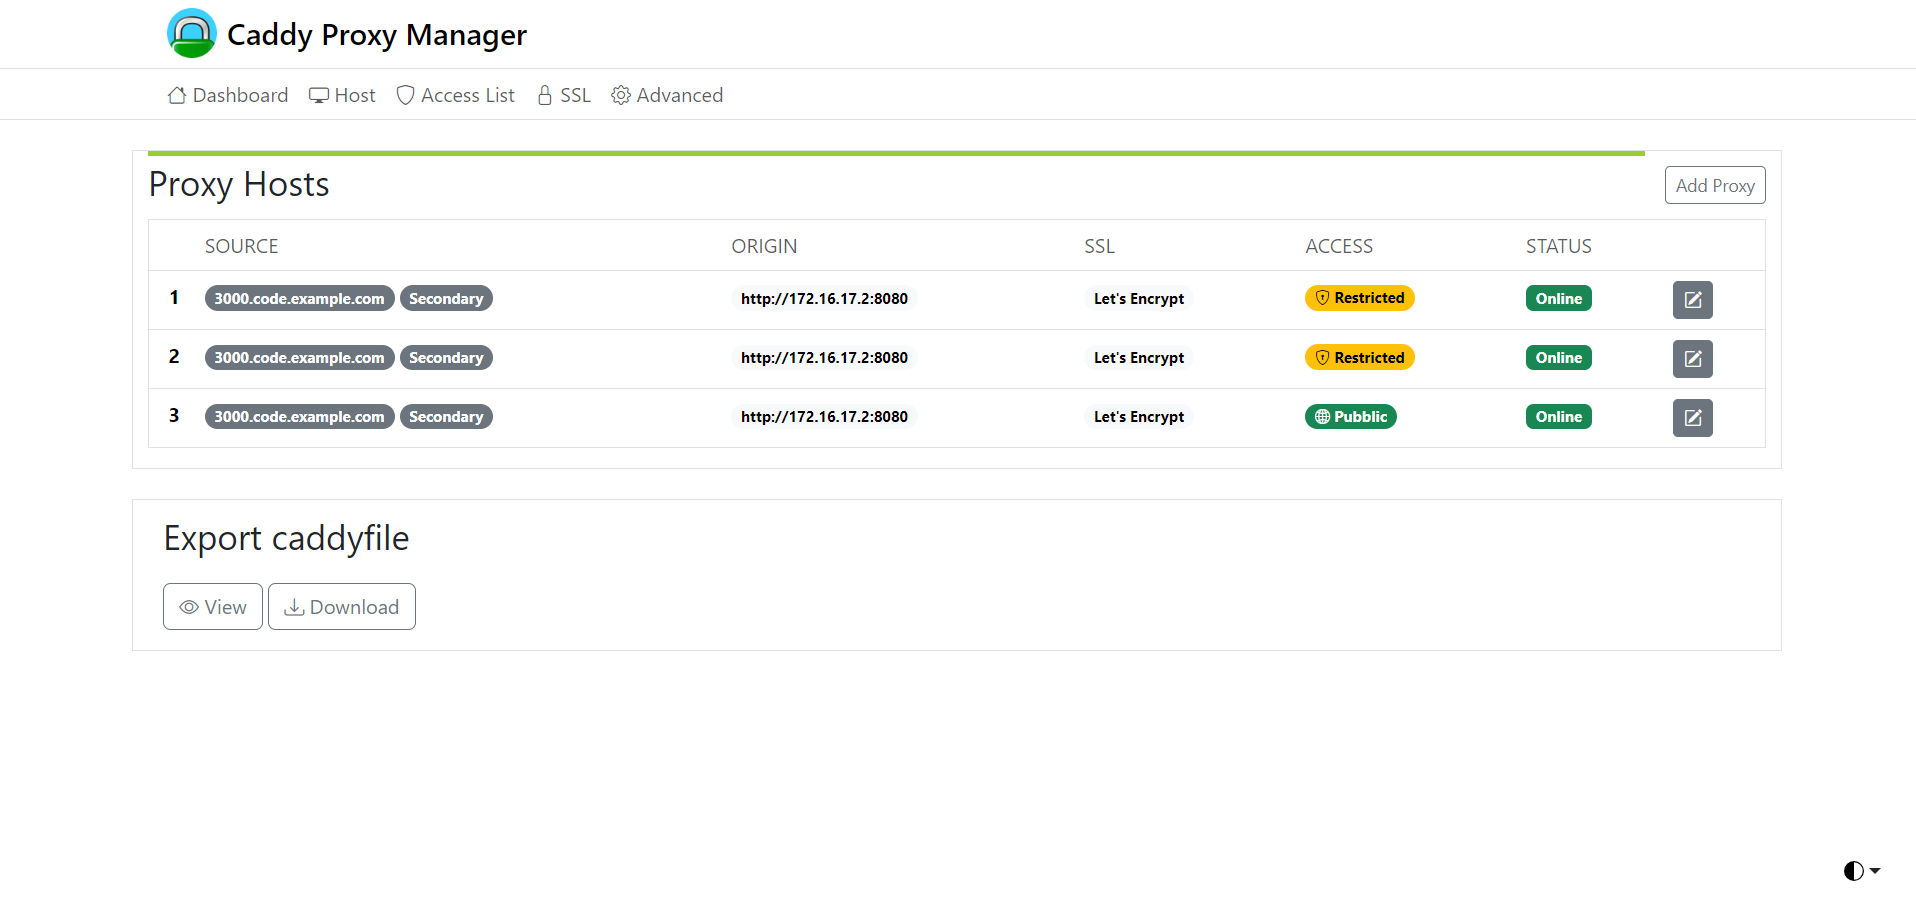 Caddy Proxy Manager
Dashboard Host Access List SSL Advanced
Proxy Hosts Add Proxy
SOURCE ORIGIN SSL ACCESS STATUS
1 3000.code.example.com Secondary http://172.16.17.2:8080 Let's Encrypt Restricted Online
2 3000.code.example.com Secondary http://172.16.17.2:8080 Let's Encrypt Restricted Online
3 3000.code.example.com Secondary http://172.16.17.2:8080 Let's Encrypt Pubblic Online
Export caddyfile
View Download